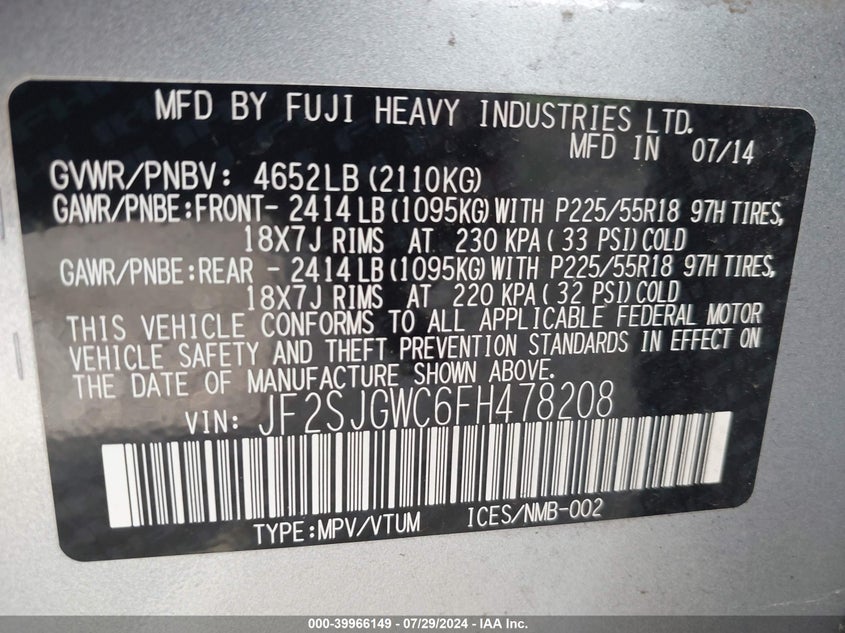 MFD BY FUJI HEAVY INDUSTRIES LTD.
MFD IN 07/14
GVWR/PNBV: 4652LB (2110KG)
GAWR/PNBE:FRONT- 2414 LB (1095KG) WITH P225/55R18 97H TIRES,
18X7J RIMS AT 230 KPA ( 33 PSI) COLD
GAWR/PNBE:REAR - 2414 LB (1095KG) WITH P225/55R18 97H TIRES,
18X7J RIMS AT 220 KPA ( 32 PSI) COLD
THIS VEHICLE CONFORMS TO ALL APPLICABLE FEDERAL MOTOR
VEHICLE SAFETY AND THEFT PREVENTION STANDARDS IN EFFECT ON
THE DATE OF MANUFACTURE SHOWN ABOVE.
VIN: JF2SJGWC6FH478208
TYPE:MPV/VTUM ICES/NMB-002
000-39966149 - 07/29/2024 - IAA Inc.